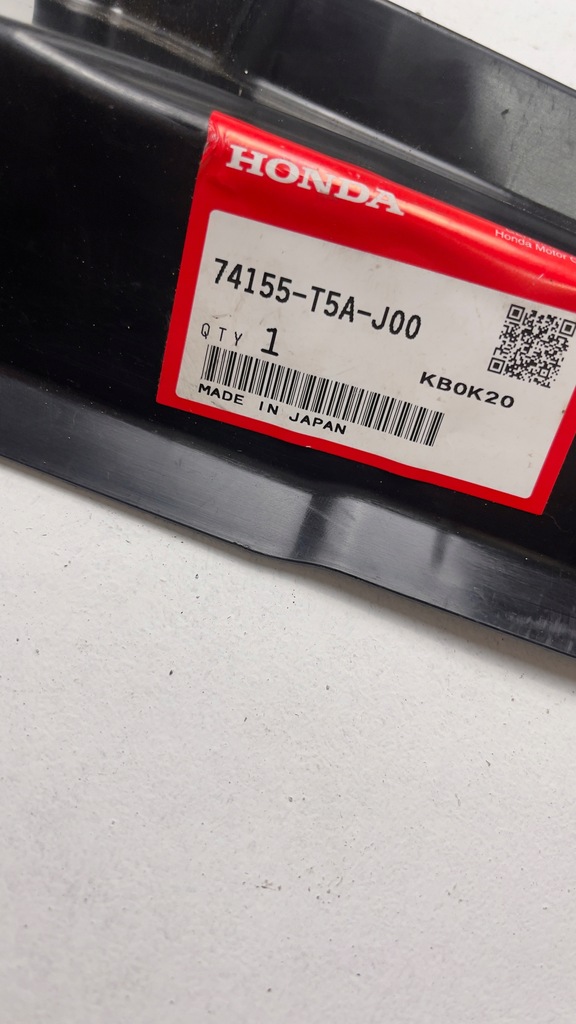 HONDA
Honda Motor
74155-T5A-J00
QTY 1
KB0K20
MADE IN JAPAN